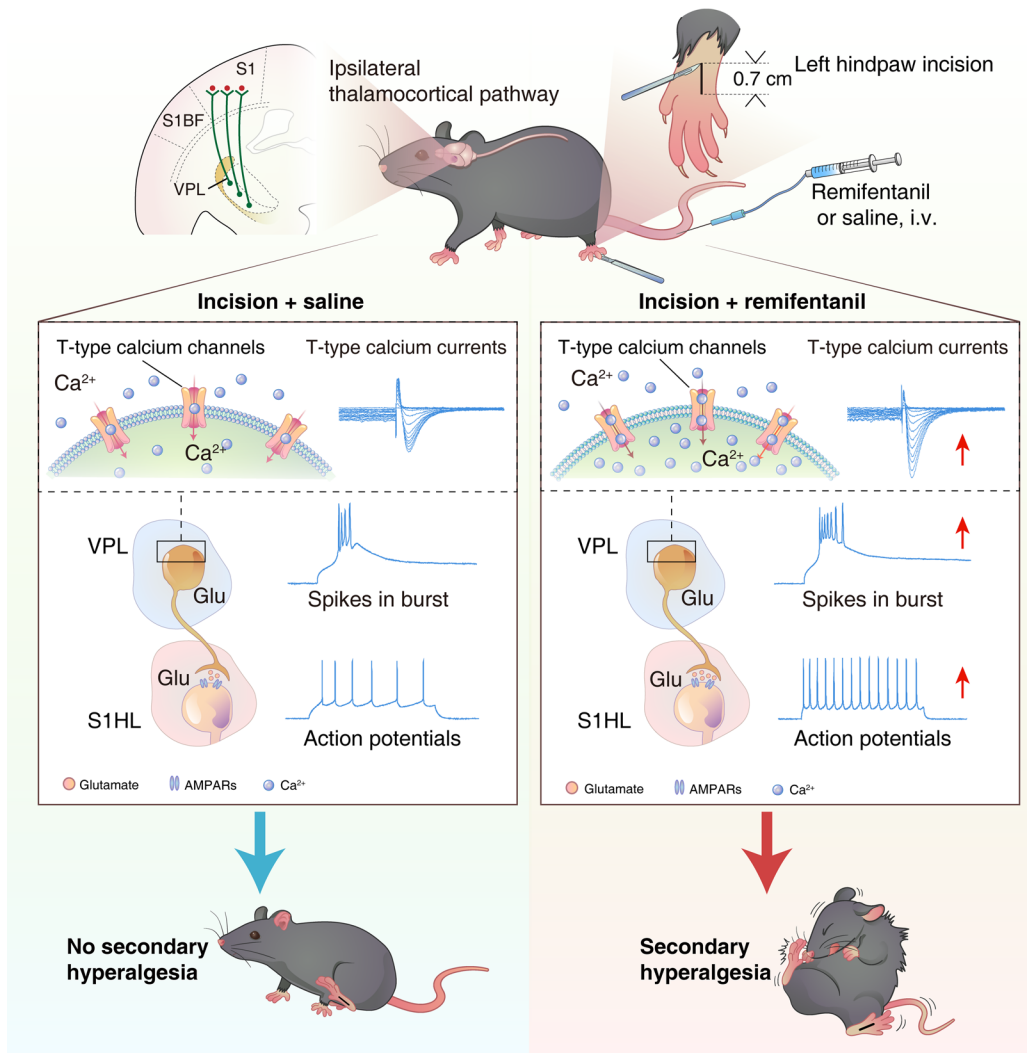 S1
S1BF
VPL
Ipsilateral
thalamocortical pathway
0.7 cm
Left hindpaw incision
Remifentanil
or saline, i.v.
Incision + saline
T-type calcium channels
T-type calcium currents
Ca²⁺
Ca²⁺
VPL
Glu
Spikes in burst
Glu
S1HL
Action potentials
Glutamate
AMPARs
Ca²⁺
Incision + remifentanil
T-type calcium channels
T-type calcium currents
Ca²⁺
Ca²⁺
VPL
Glu
Spikes in burst
Glu
S1HL
Action potentials
Glutamate
AMPARs
Ca²⁺
No secondary
hyperalgesia
Secondary
hyperalgesia